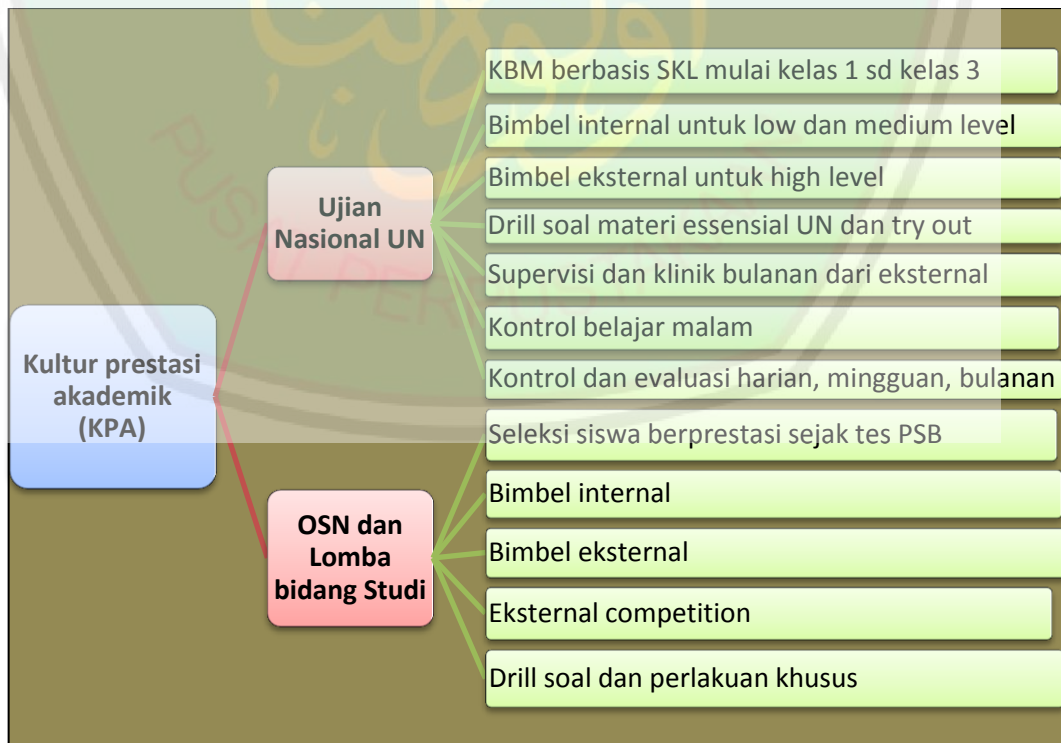 Kultur prestasi
akademik
(KPA)
Ujian
Nasional UN
KBM berbasis SKL mulai kelas 1 sd kelas 3
Bimbel internal untuk low dan medium level
Bimbel eksternal untuk high level
Drill soal materi essensial UN dan try out
Supervisi dan klinik bulanan dari eksternal
Kontrol belajar malam
Kontrol dan evaluasi harian, mingguan, bulanan
OSN dan
Lomba
bidang Studi
Seleksi siswa berprestasi sejak tes PSB
Bimbel internal
Bimbel eksternal
Eksternal competition
Drill soal dan perlakuan khusus